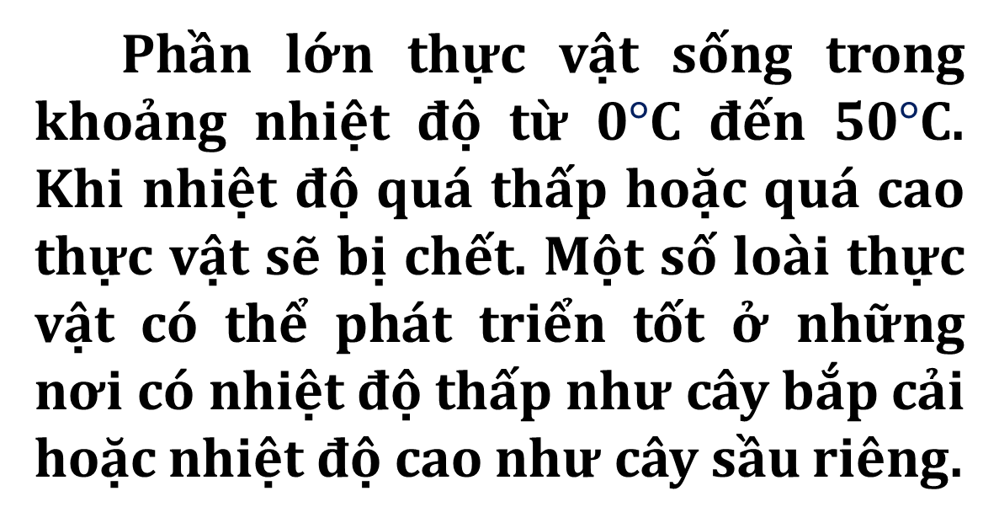 Phần lớn thực vật sống trong
khoảng nhiệt độ từ 0°C đến 50°C.
Khi nhiệt độ quá thấp hoặc quá cao
thực vật sẽ bị chết. Một số loài thực
vật có thể phát triển tốt ở những
nơi có nhiệt độ thấp như cây bắp cải
hoặc nhiệt độ cao như cây sầu riêng.